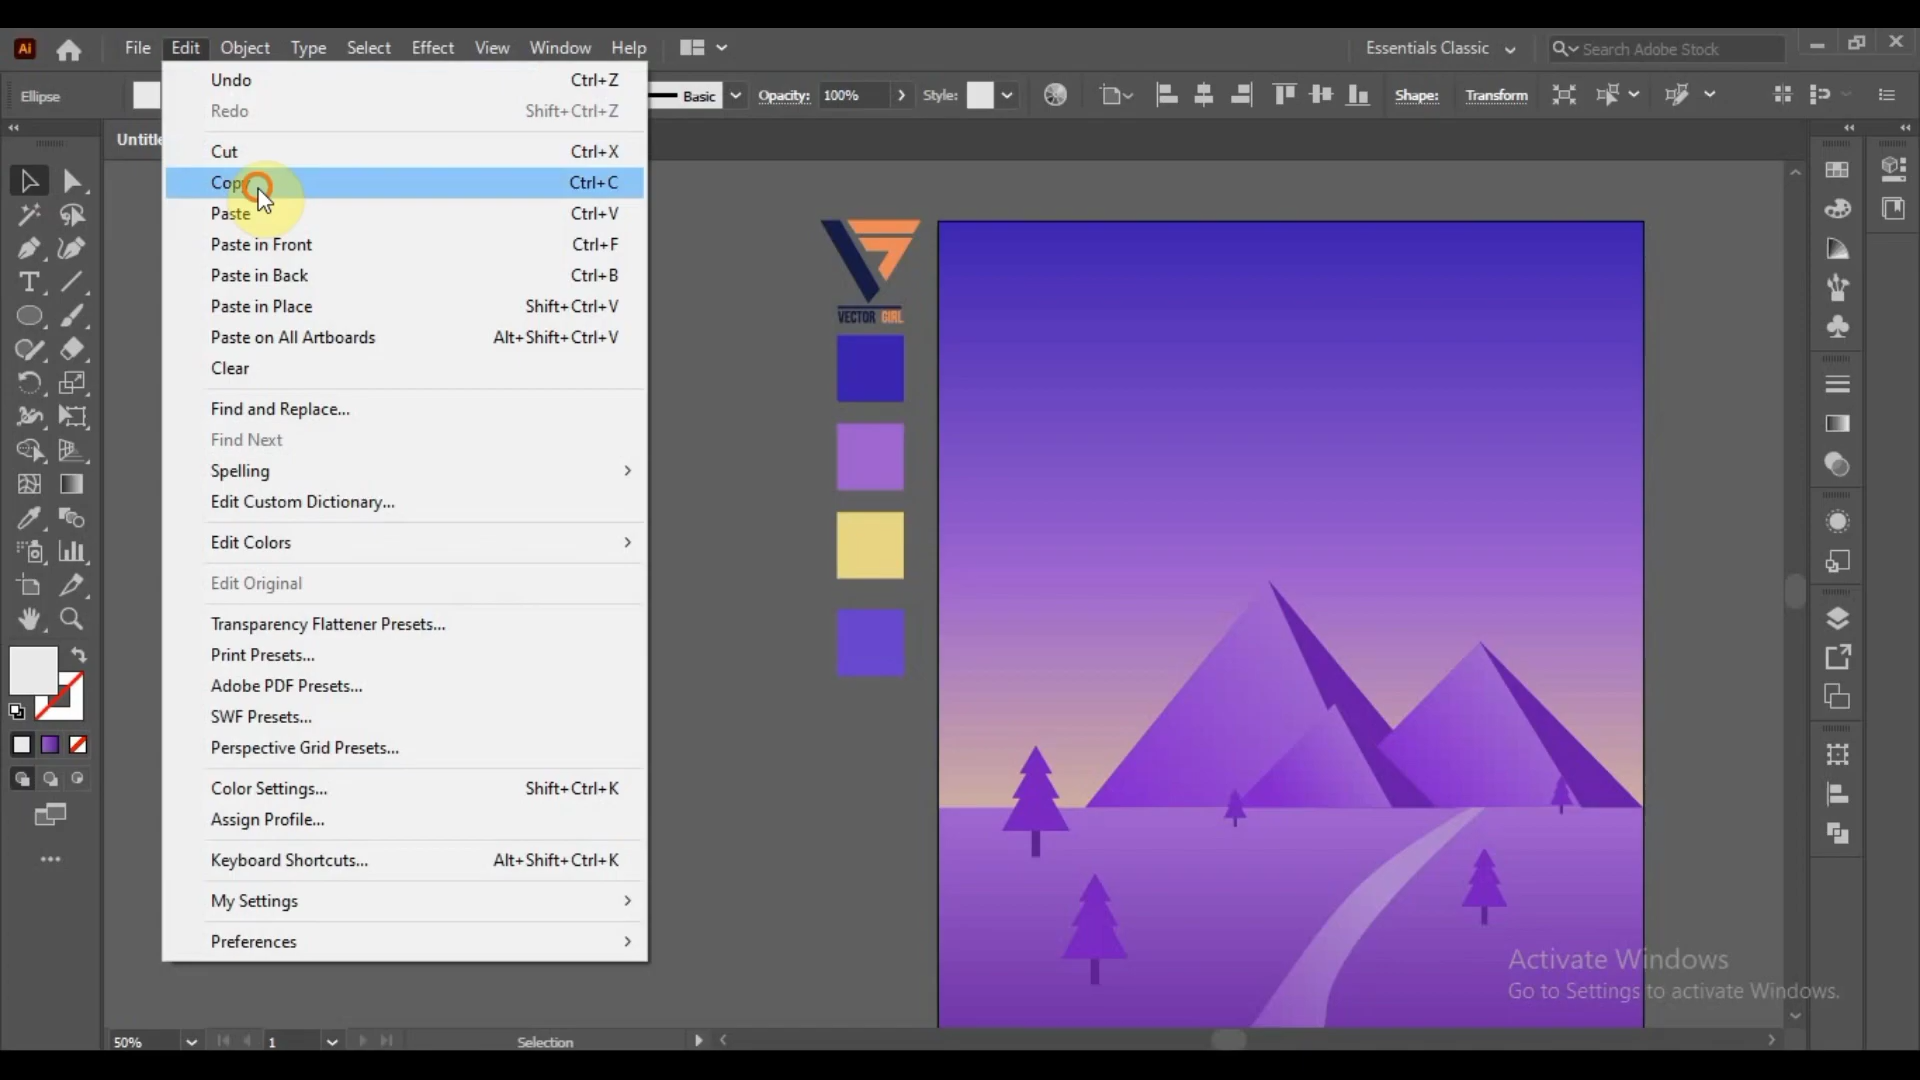 Ai File Edit Object Type Select Effect View Window Help Essentials Classic Search Adobe Stock
Ellipse Basic Opacity: 100% Style: Shape: Transform
Undo Ctrl+Z
Redo Shift+Ctrl+Z
Cut Ctrl+X
Copy Ctrl+C
Paste Ctrl+V
Paste in Front Ctrl+F
Paste in Back Ctrl+B
Paste in Place Shift+Ctrl+V
Paste on All Artboards Alt+Shift+Ctrl+V
Clear
Find and Replace...
Find Next
Spelling
Edit Custom Dictionary...
Edit Colors
Edit Original
Transparency Flattener Presets...
Print Presets...
Adobe PDF Presets...
SWF Presets...
Perspective Grid Presets...
Color Settings... Shift+Ctrl+K
Assign Profile...
Keyboard Shortcuts... Alt+Shift+Ctrl+K
My Settings
Preferences
VECTOR GIRL
Activate Windows
Go to Settings to activate Windows.
50% 1 Selection